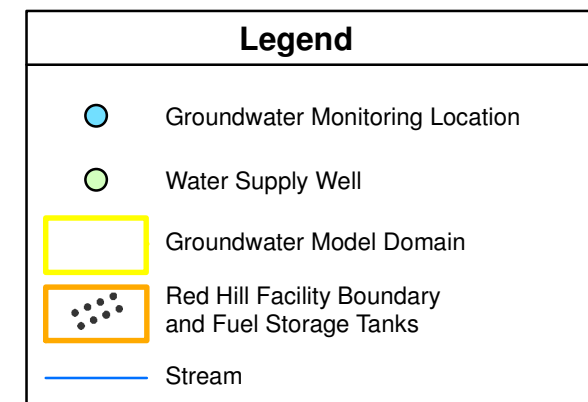 Legend
Groundwater Monitoring Location
Water Supply Well
Groundwater Model Domain
Red Hill Facility Boundary
and Fuel Storage Tanks
Stream